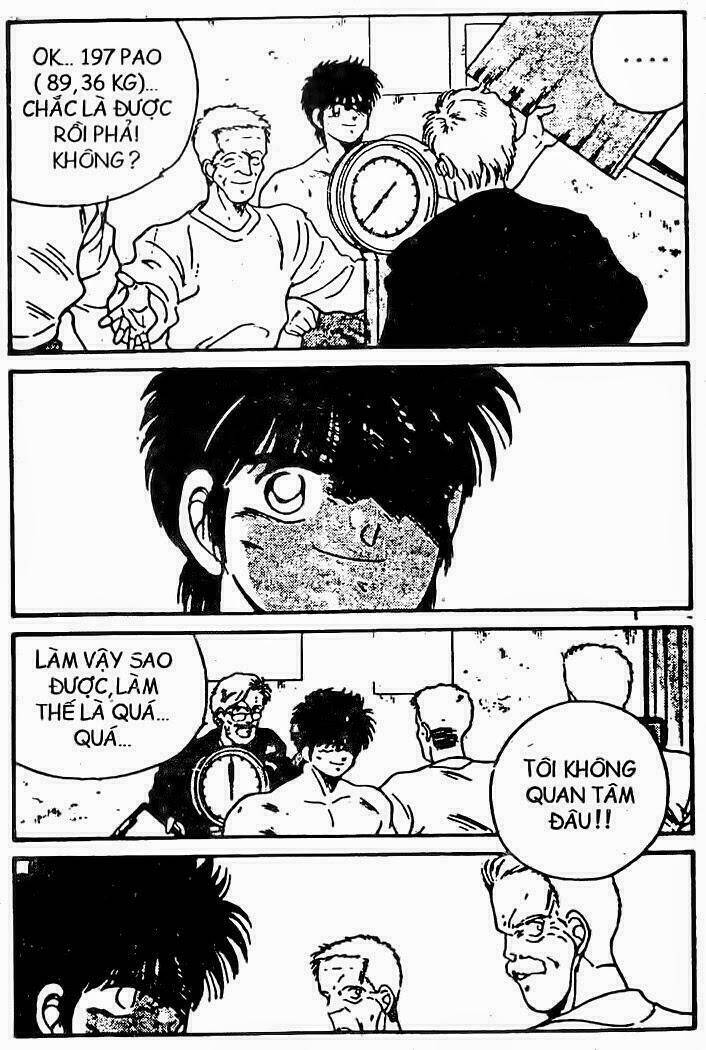 OK... 197 PAO
(89,36 KG)...
CHẮC LÀ ĐƯỢC
RỒI PHẢI
KHÔNG?
....
LÀM VẬY SAO
ĐƯỢC, LÀM
THẾ LÀ QUÁ...
QUÁ...
TÔI KHÔNG
QUAN TÂM
ĐÂU!!